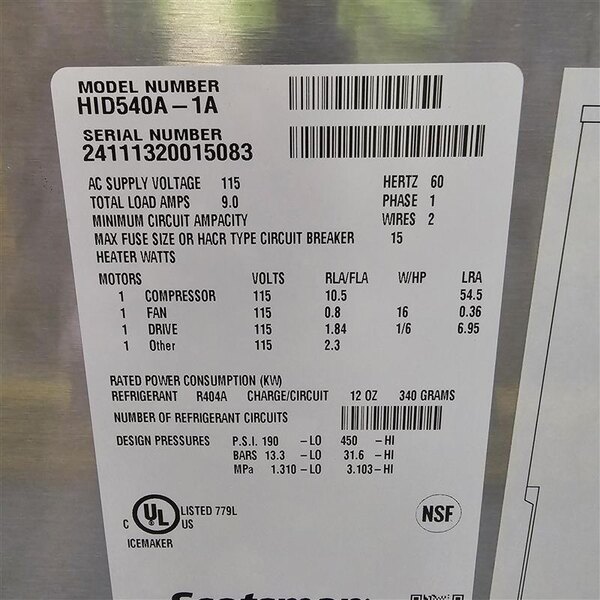 MODEL NUMBER
HID540A-1A
SERIAL NUMBER
24111320015083
AC SUPPLY VOLTAGE 115 HERTZ 60
TOTAL LOAD AMPS 9.0 PHASE 1
MINIMUM CIRCUIT AMPACITY WIRES 2
MAX FUSE SIZE OR HACR TYPE CIRCUIT BREAKER 15
HEATER WATTS
MOTORS VOLTS RLA/FLA W/HP LRA
1 COMPRESSOR 115 10.5 54.5
1 FAN 115 0.8 16 0.36
1 DRIVE 115 1.84 1/6 6.95
1 Other 115 2.3
RATED POWER CONSUMPTION (KW)
REFRIGERANT R404A CHARGE/CIRCUIT 12 OZ 340 GRAMS
NUMBER OF REFRIGERANT CIRCUITS
DESIGN PRESSURES P.S.I. 190 -LO 450 -HI
BARS 13.3 -LO 31.6 -HI
MPa 1.310 -LO 3.103-HI
C UL US LISTED 779L
ICEMAKER
NSF
Scotsman